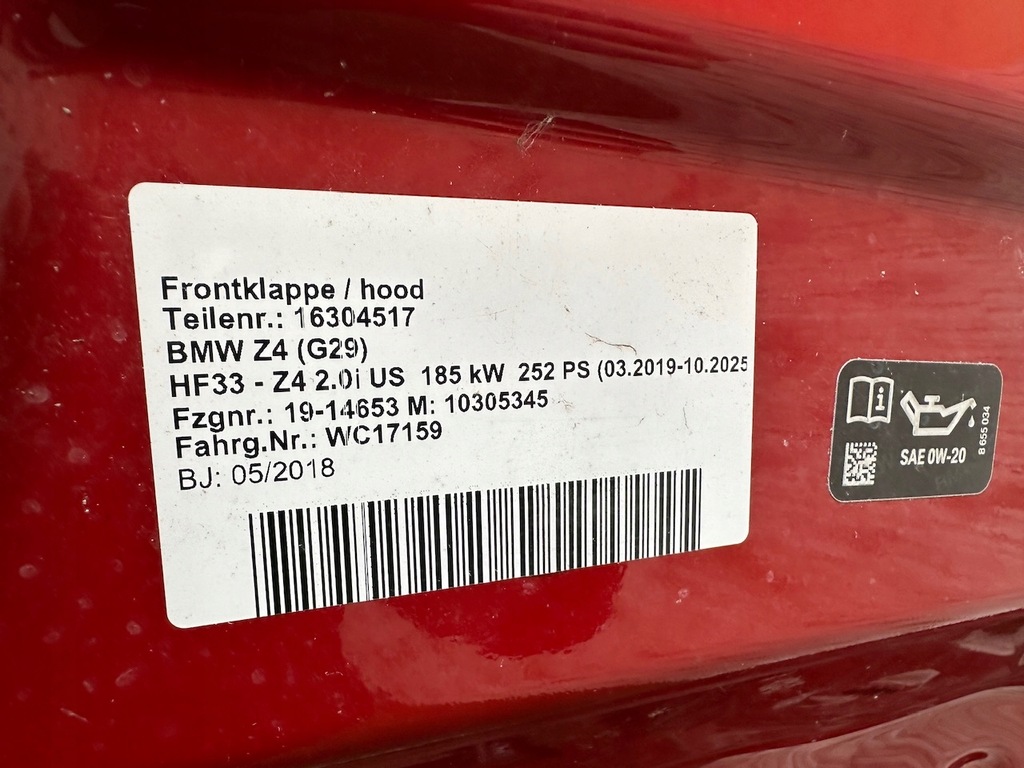 Frontklappe / hood
Teilenr.: 16304517
BMW Z4 (G29)
HF33 - Z4 2.0i US 185 kW 252 PS (03.2019-10.2025
Fzgnr.: 19-14653 M: 10305345
Fahrg.Nr.: WC17159
BJ: 05/2018
SAE 0W-20
8 655 034